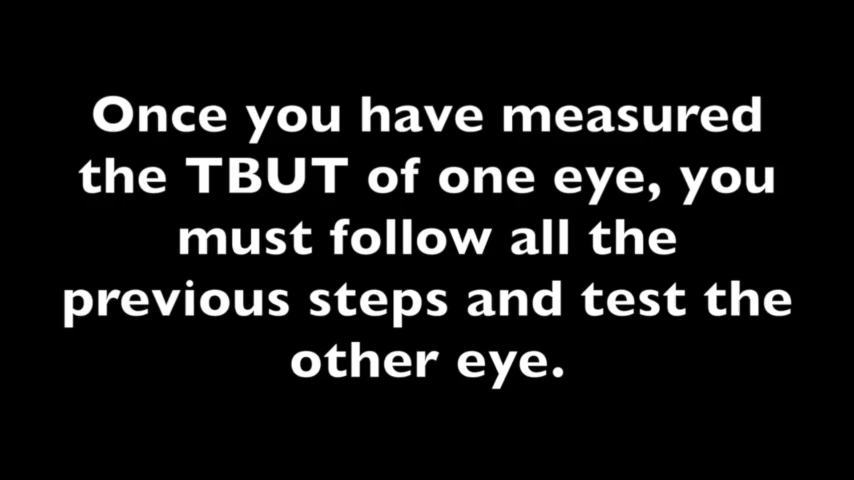 Once you have measured
the TBUT of one eye, you
must follow all the
previous steps and test the
other eye.